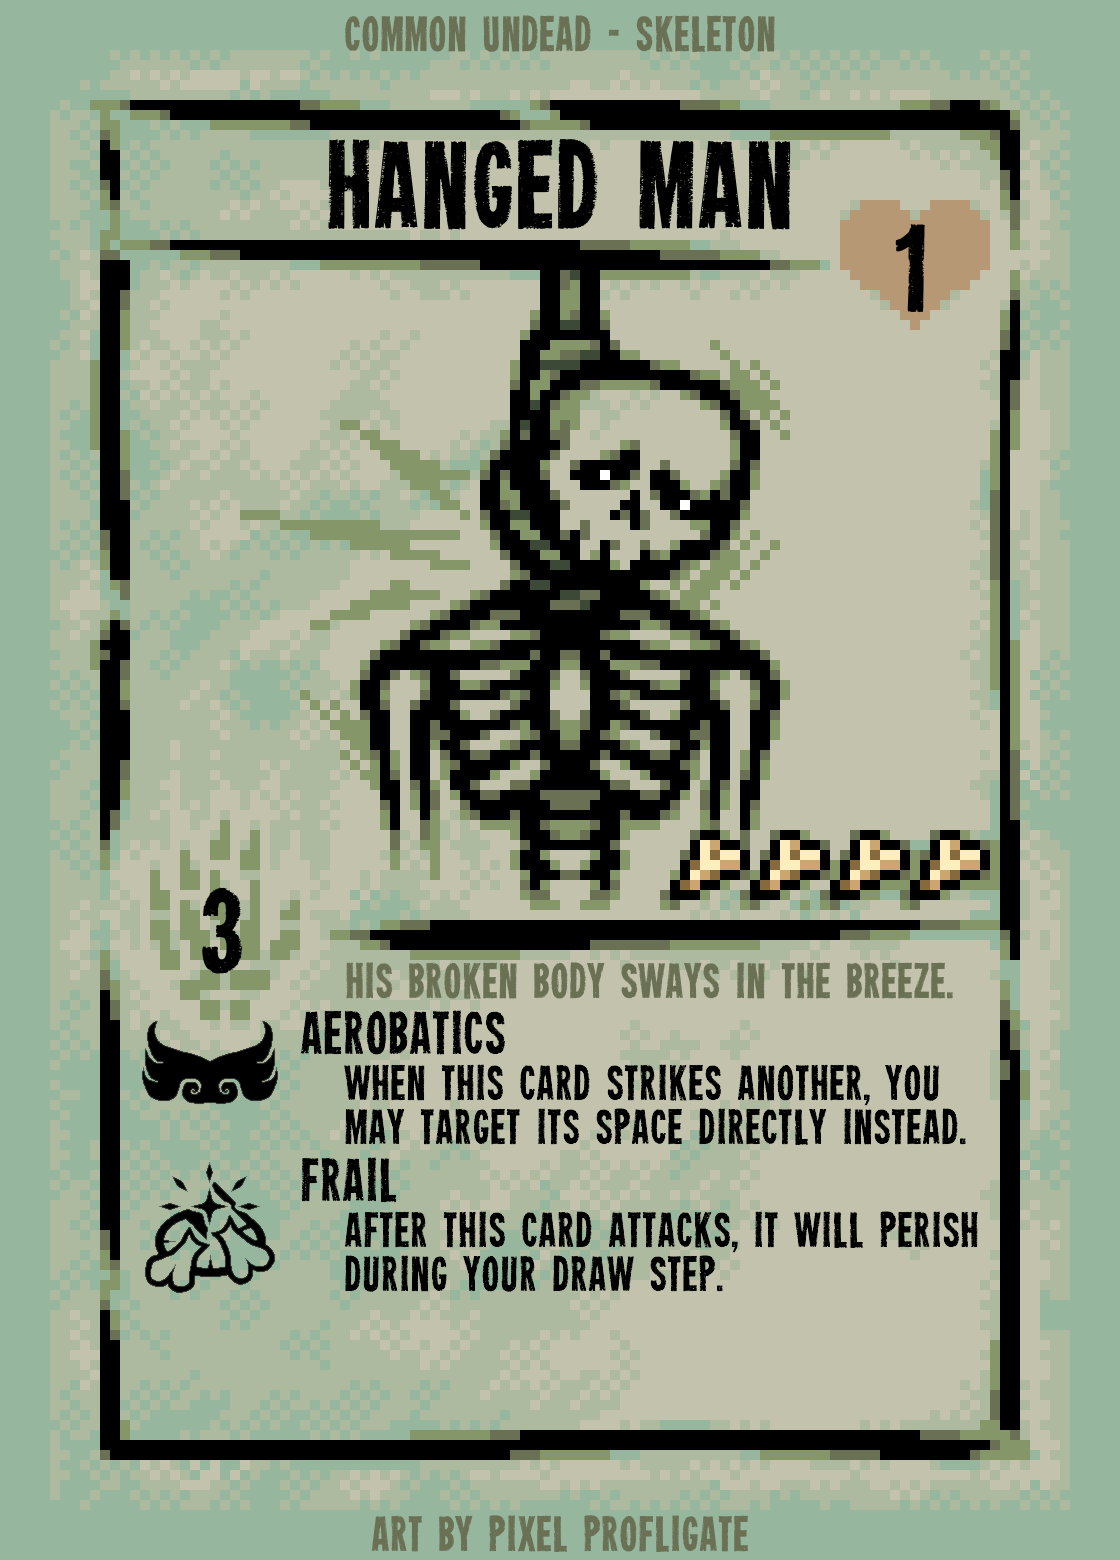 COMMON UNDEAD - SKELETON
HANGED MAN
1
3
HIS BROKEN BODY SWAYS IN THE BREEZE.
AEROBATICS
WHEN THIS CARD STRIKES ANOTHER, YOU
MAY TARGET ITS SPACE DIRECTLY INSTEAD.
FRAIL
AFTER THIS CARD ATTACKS, IT WILL PERISH
DURING YOUR DRAW STEP.
ART BY PIXEL PROFLIGATE